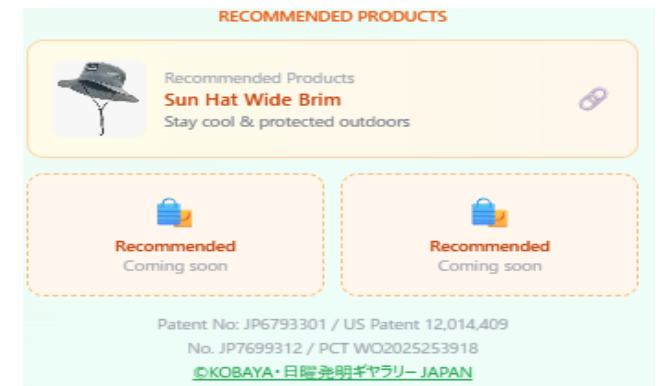 RECOMMENDED PRODUCTS
Recommended Products
Sun Hat Wide Brim
Stay cool & protected outdoors
Recommended
Coming soon
Recommended
Coming soon
Patent No: JP6793301 / US Patent 12,014,409
No. JP7699312 / PCT WO2025253918
©KOBAYA・日曜発明ギャラリー JAPAN